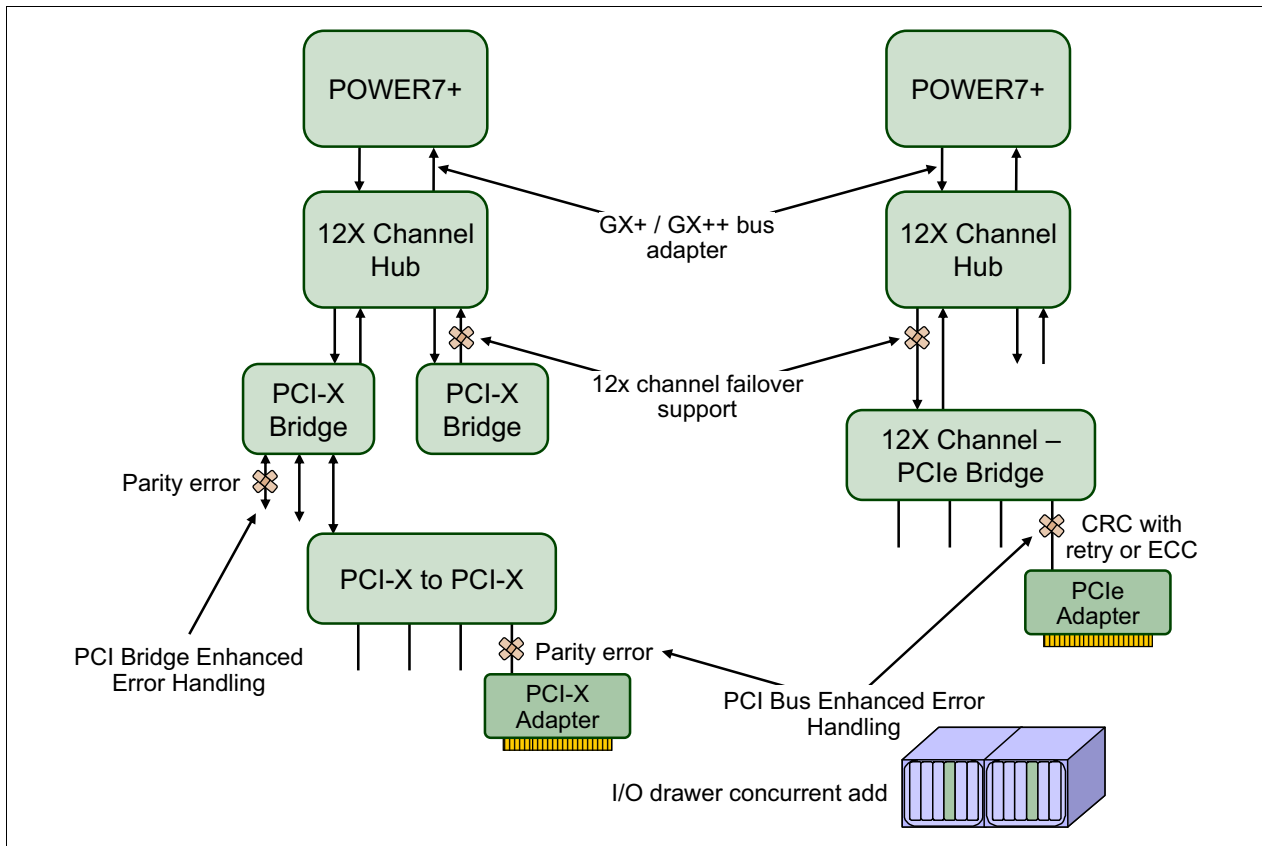 POWER7+
POWER7+
12X Channel
Hub
GX+ / GX++ bus
adapter
12X Channel
Hub
PCI-X
Bridge
PCI-X
Bridge
12x channel failover
support
12X Channel –
PCIe Bridge
Parity error
CRC with
retry or ECC
PCI-X to PCI-X
PCIe
Adapter
PCI Bridge Enhanced
Error Handling
Parity error
PCI-X
Adapter
PCI Bus Enhanced Error
Handling
I/O drawer concurrent add